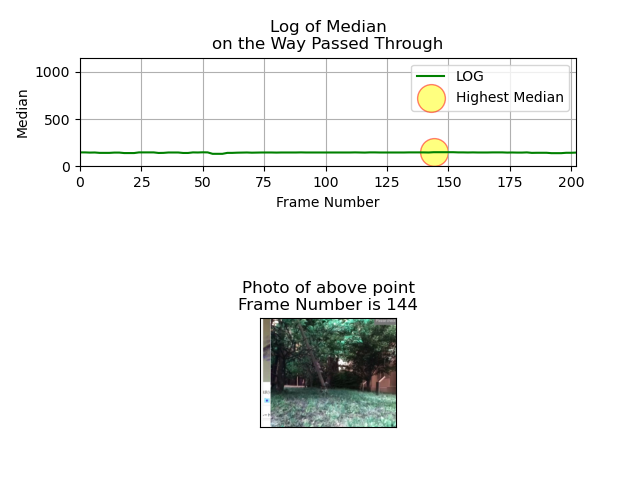 Log of Median
on the Way Passed Through
1000
500
0
Median
LOG
Highest Median
0 25 50 75 100 125 150 175 200
Frame Number
Photo of above point
Frame Number is 144